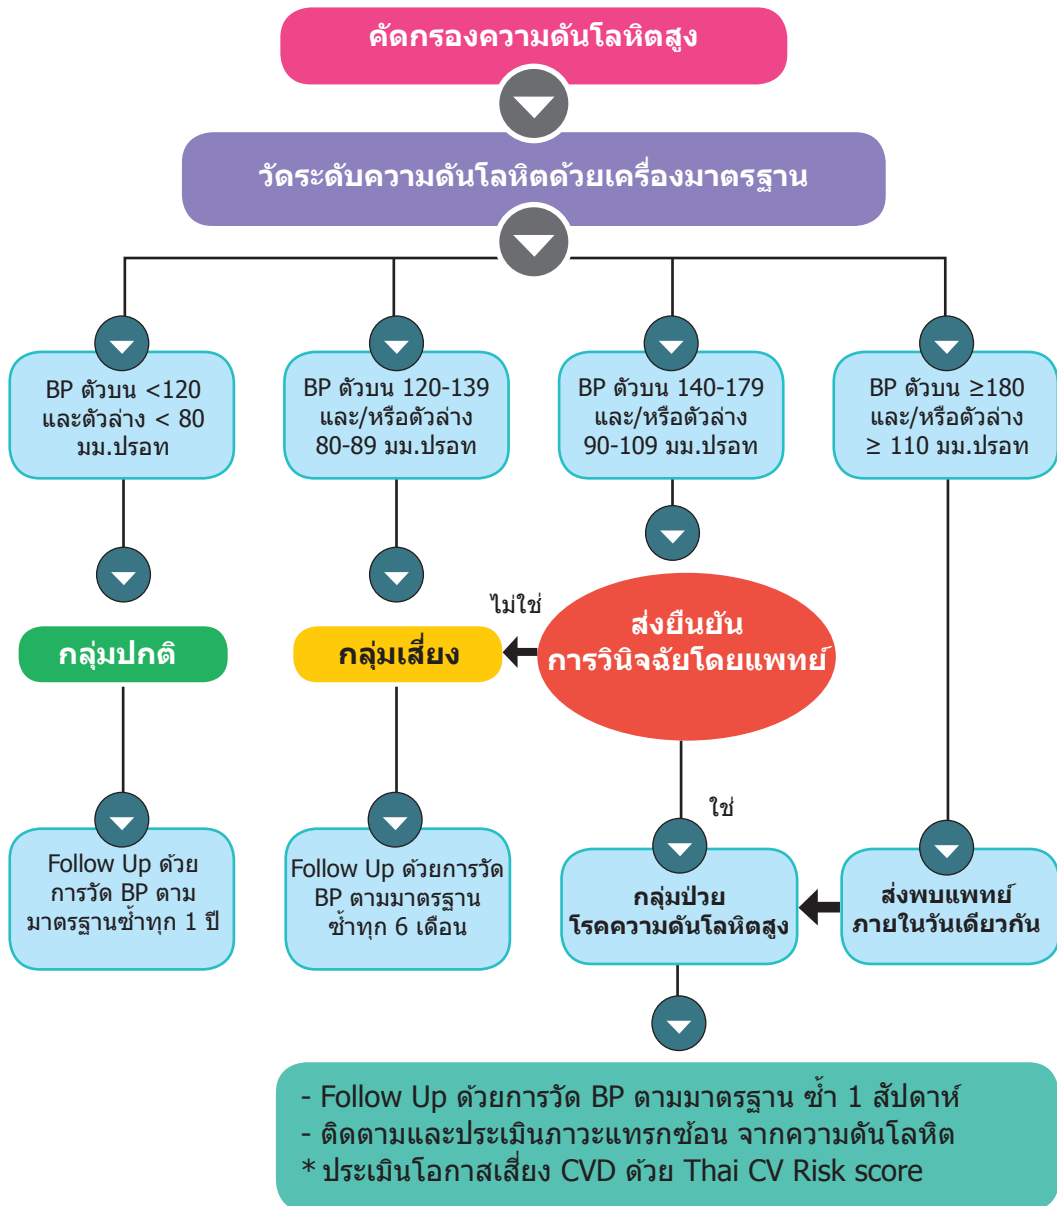 คัดกรองความดันโลหิตสูง
วัดระดับความดันโลหิตด้วยเครื่องมาตรฐาน
BP ตัวบน <120
และตัวล่าง < 80
มม.ปรอท
BP ตัวบน 120-139
และ/หรือตัวล่าง
80-89 มม.ปรอท
BP ตัวบน 140-179
และ/หรือตัวล่าง
90-109 มม.ปรอท
BP ตัวบน ≥180
และ/หรือตัวล่าง
≥ 110 มม.ปรอท
กลุ่มปกติ
กลุ่มเสี่ยง
ไม่ใช่
ส่งยืนยัน
การวินิจฉัยโดยแพทย์
ใช่
Follow Up ด้วย
การวัด BP ตาม
มาตรฐานซ้ำทุก 1 ปี
Follow Up ด้วยการวัด
BP ตามมาตรฐาน
ซ้ำทุก 6 เดือน
กลุ่มป่วย
โรคความดันโลหิตสูง
ส่งพบแพทย์
ภายในวันเดียวกัน
- Follow Up ด้วยการวัด BP ตามมาตรฐาน ซ้ำ 1 สัปดาห์
- ติดตามและประเมินภาวะแทรกซ้อน จากความดันโลหิต
* ประเมินโอกาสเสี่ยง CVD ด้วย Thai CV Risk score